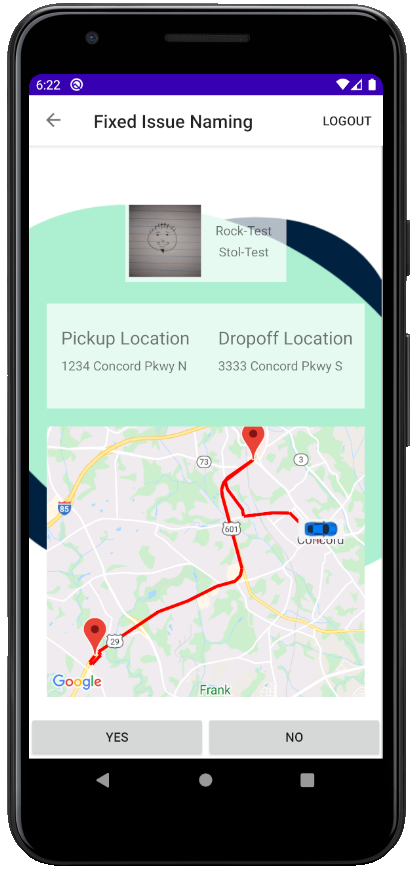 6:22
Fixed Issue Naming
LOGOUT
Rock-Test
Stol-Test
Pickup Location
Dropoff Location
1234 Concord Pkwy N
3333 Concord Pkwy S
73
3
85
601
Concord
29
Google
Frank
YES
NO